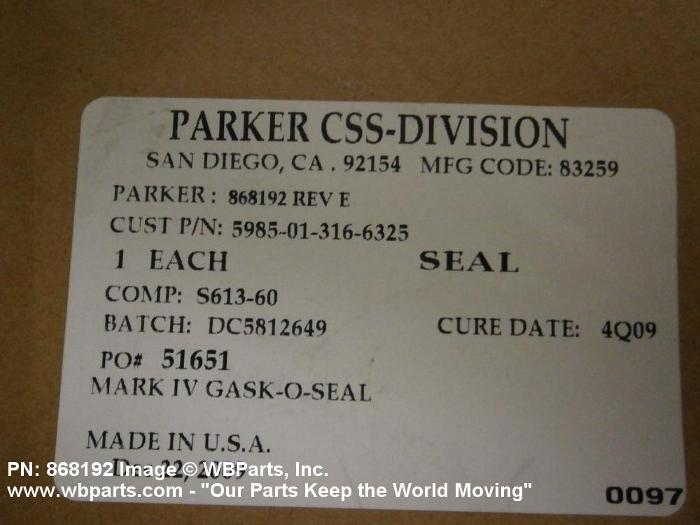 PARKER CSS-DIVISION
SAN DIEGO, CA . 92154 MFG CODE: 83259
PARKER : 868192 REV E
CUST P/N: 5985-01-316-6325
1 EACH SEAL
COMP: S613-60
BATCH: DC5812649 CURE DATE: 4Q09
PO# 51651
MARK IV GASK-O-SEAL
MADE IN U.S.A.
PN: 868192 Image © WBParts, Inc.
www.wbparts.com - "Our Parts Keep the World Moving"
0097